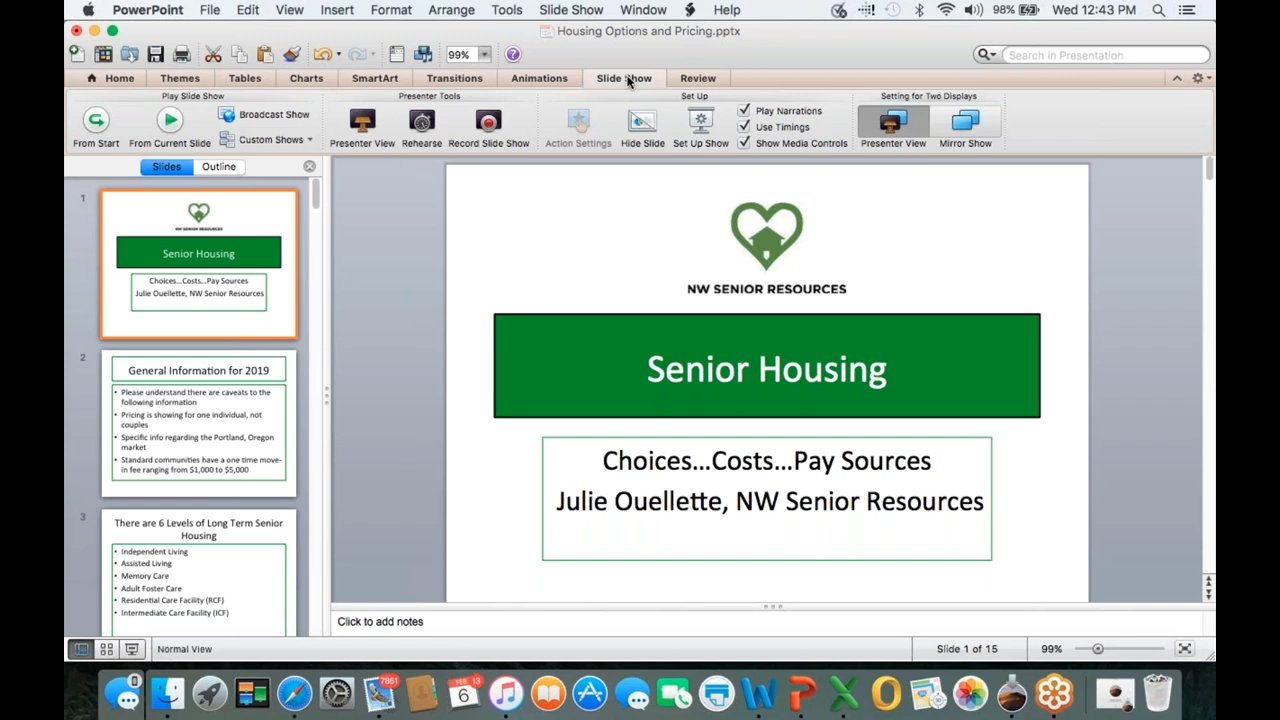 PowerPoint File Edit View Insert Format Arrange Tools Slide Show Window Help 98% Wed 12:43 PM
Housing Options and Pricing.pptx
99% Search in Presentation
Home Themes Tables Charts SmartArt Transitions Animations Slide Show Review
Play Slide Show Presenter Tools Set Up Setting for Two Displays
Broadcast Show Play Narrations
Custom Shows Use Timings
From Start From Current Slide Presenter View Rehearse Record Slide Show Action Settings Hide Slide Set Up Show Show Media Controls Presenter View Mirror Show
Slides Outline
1
NW SENIOR RESOURCES
Senior Housing
Choices...Costs...Pay Sources
Julie Ouellette, NW Senior Resources
2
General Information for 2019
• Please understand there are caveats to the
following information
• Pricing is showing for one individual, not
couples
• Specific info regarding the Portland, Oregon
market
• Standard communities have a one time move-
in fee ranging from $1,000 to $5,000
3
There are 6 Levels of Long Term Senior
Housing
• Independent Living
• Assisted Living
• Memory Care
• Adult Foster Care
• Residential Care Facility (RCF)
• Intermediate Care Facility (ICF)
NW SENIOR RESOURCES
Senior Housing
Choices...Costs...Pay Sources
Julie Ouellette, NW Senior Resources
Click to add notes
Normal View Slide 1 of 15 99%
7851
FEB 13
6